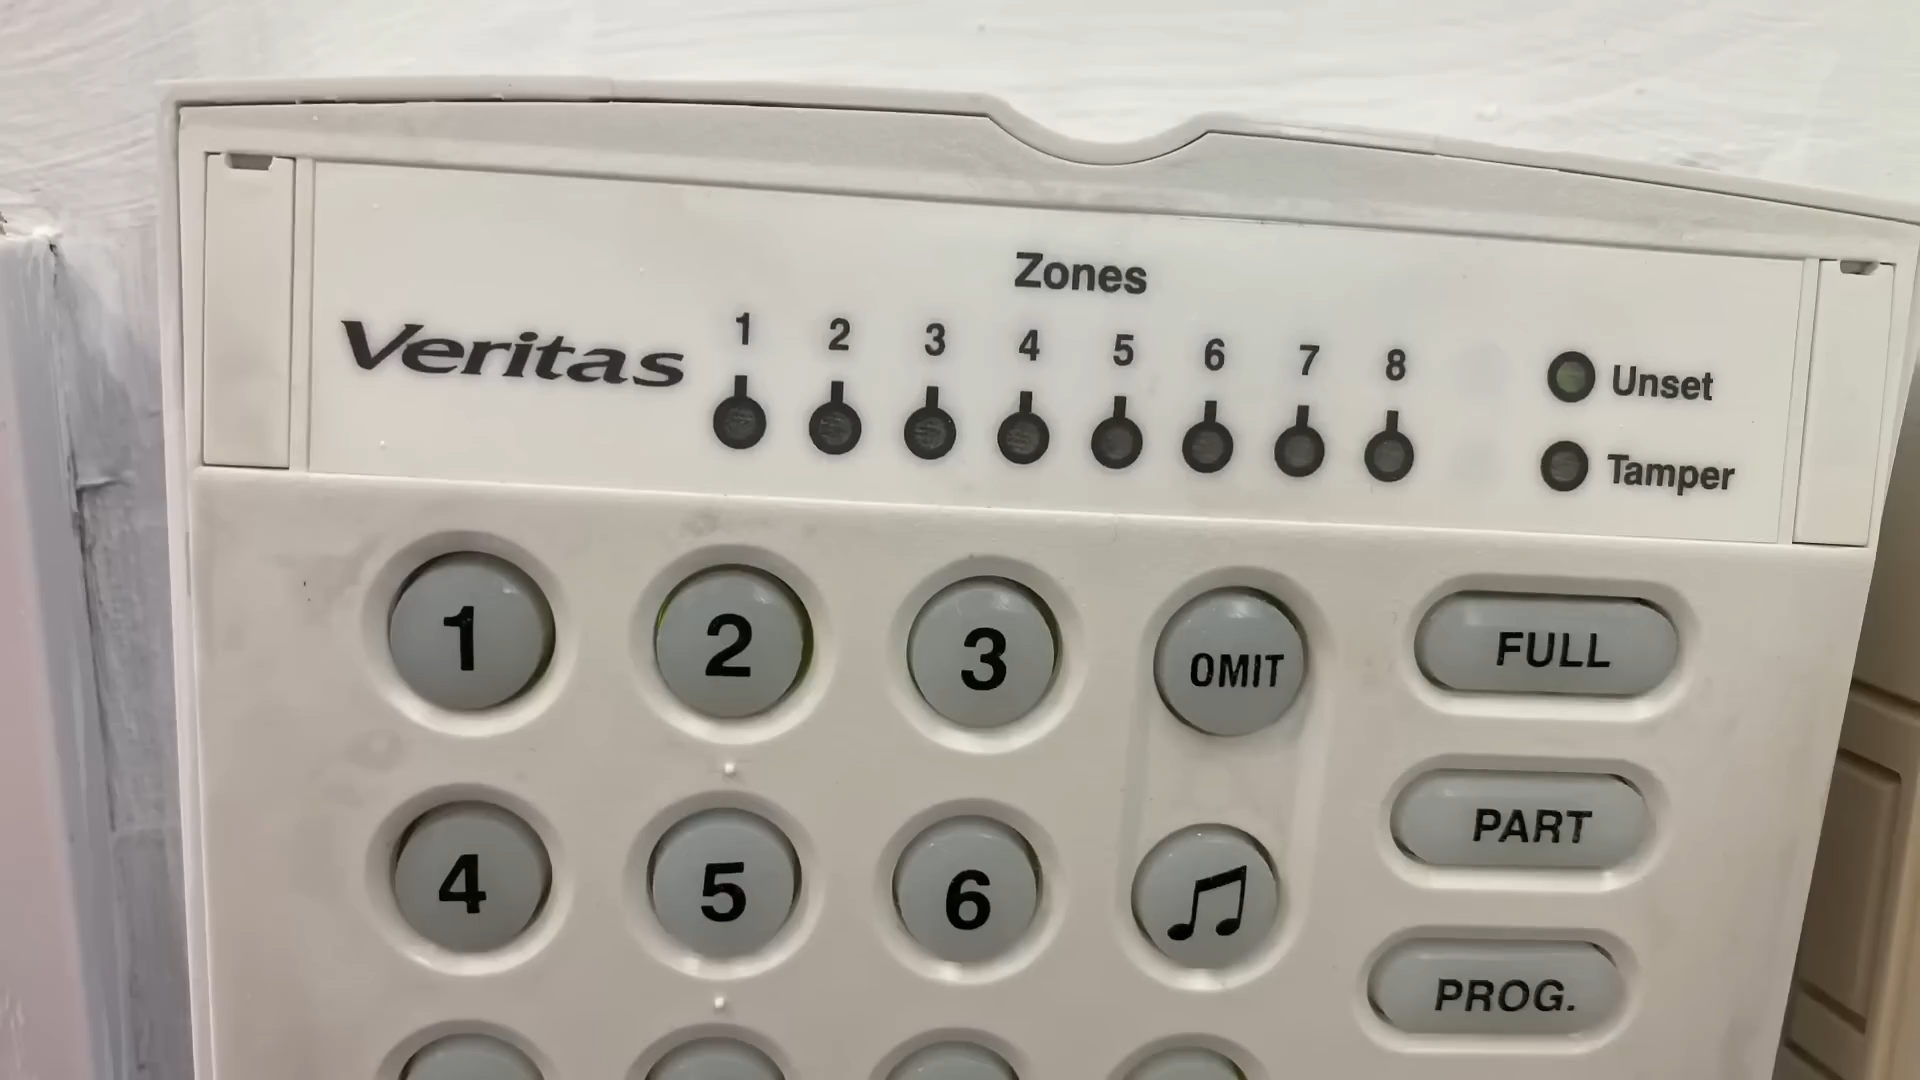 Zones
Veritas
1 2 3 4 5 6 7 8
Unset
Tamper
1 2 3 OMIT FULL
4 5 6 PART
PROG.